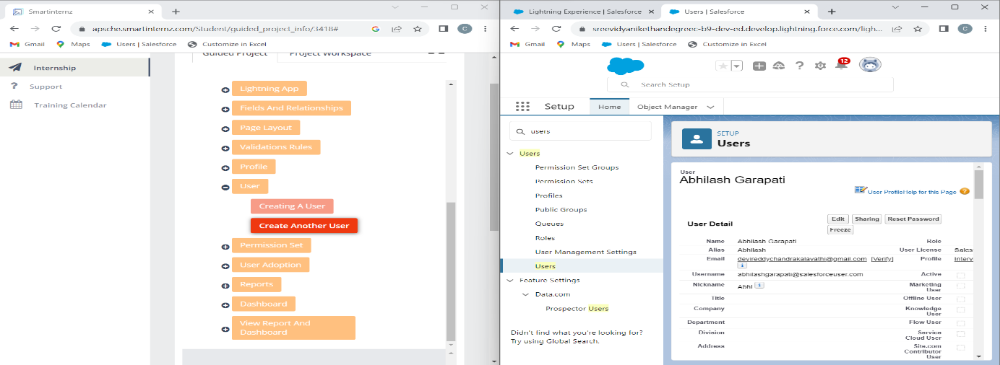 Smartinternz
apsche.smartinternz.com/Student/guided_project_info/3418#
Gmail Maps Users | Salesforce Customize in Excel
Internship
Support
Training Calendar
Guided Project Project Workspace
Lightning App
Fields And Relationships
Page Layout
Validations Rules
Profile
User
Creating A User
Create Another User
Permission Set
User Adoption
Reports
Dashboard
View Report And
Dashboard
Lightning Experience | Salesforce Users | Salesforce
sreevidyanikethandegreec-b9-dev-ed.develop.lightning.force.com/ligh...
C
Gmail Maps Users | Salesforce Customize in Excel
12
Search Setup
Setup Home Object Manager
users
Users
Permission Set Groups
Permission Sets
Profiles
Public Groups
Queues
Roles
User Management Settings
Users
Feature Settings
Data.com
Prospector Users
Didn't find what you're looking for?
Try using Global Search.
SETUP
Users
User
Abhilash Garapati
User Profile Help for this Page
User Detail
Edit Sharing Reset Password
Freeze
Name Abhilash Garapati Role
Alias Abhilash User License Sales
Email devireddychandrakalavathi@gmail.com [Verify] Profile Interv
Username abhilashgarapati@salesforceuser.com Active
Nickname Abhi Marketing
User
Title Offline User
Company Knowledge
User
Department Flow User
Division Service
Cloud User
Address Site.com
Contributor
User